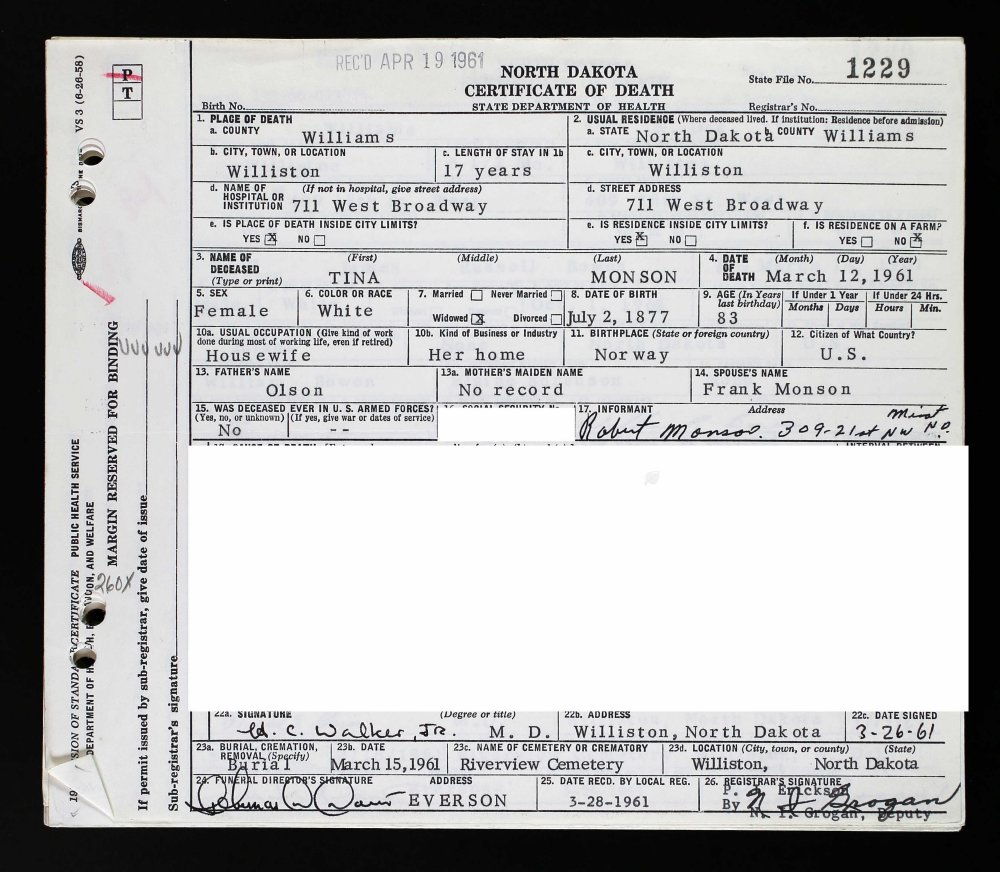 REC'D APR 19 1961
NORTH DAKOTA
CERTIFICATE OF DEATH
STATE DEPARTMENT OF HEALTH
State File No. 1229
Birth No.
Registrar's No.
1. PLACE OF DEATH
a. COUNTY
Williams
2. USUAL RESIDENCE (Where deceased lived. If institution: Residence before admission)
a. STATE North Dakota b. COUNTY Williams
b. CITY, TOWN, OR LOCATION
Williston
c. LENGTH OF STAY IN 1b
17 years
c. CITY, TOWN, OR LOCATION
Williston
d. NAME OF HOSPITAL OR INSTITUTION (If not in hospital, give street address)
711 West Broadway
d. STREET ADDRESS
711 West Broadway
e. IS PLACE OF DEATH INSIDE CITY LIMITS?
YES X NO
e. IS RESIDENCE INSIDE CITY LIMITS?
YES X NO
f. IS RESIDENCE ON A FARM?
YES NO X
3. NAME OF DECEASED (Type or print)
(First) (Middle) (Last)
TINA MONSON
4. DATE OF DEATH (Month) (Day) (Year)
March 12, 1961
5. SEX
Female
6. COLOR OR RACE
White
7. Married Never Married
Widowed X Divorced
8. DATE OF BIRTH
July 2, 1877
9. AGE (In Years last birthday)
83
If Under 1 Year
Months Days
If Under 24 Hrs.
Hours Min.
10a. USUAL OCCUPATION (Give kind of work done during most of working life, even if retired)
Housewife
10b. Kind of Business or Industry
Her home
11. BIRTHPLACE (State or foreign country)
Norway
12. Citizen of What Country?
U.S.
13. FATHER'S NAME
Olson
13a. MOTHER'S MAIDEN NAME
No record
14. SPOUSE'S NAME
Frank Monson
15. WAS DECEASED EVER IN U. S. ARMED FORCES?
(Yes, no, or unknown) (If yes, give war or dates of service)
No --
17. INFORMANT Address
Robert Monson. 309-21st NW Minot N.D.
22a. SIGNATURE (Degree or title)
H. C. Walker, Jr. M. D.
22b. ADDRESS
Williston, North Dakota
22c. DATE SIGNED
3-26-61
23a. BURIAL, CREMATION, REMOVAL (Specify)
Burial
23b. DATE
March 15, 1961
23c. NAME OF CEMETERY OR CREMATORY
Riverview Cemetery
23d. LOCATION (City, town, or county) (State)
Williston, North Dakota
24. FUNERAL DIRECTOR'S SIGNATURE ADDRESS
EVERSON
25. DATE RECD. BY LOCAL REG.
3-28-1961
26. REGISTRAR'S SIGNATURE
P. Erickson
By N I Grogan
N. I. Grogan, Deputy
VS 3 (6-26-58)
P
T
MARGIN RESERVED FOR BINDING
If permit issued by sub-registrar, give date of issue
Sub-registrar's signature
PUBLIC HEALTH SERVICE
AND WELFARE
DEPARTMENT OF
260X